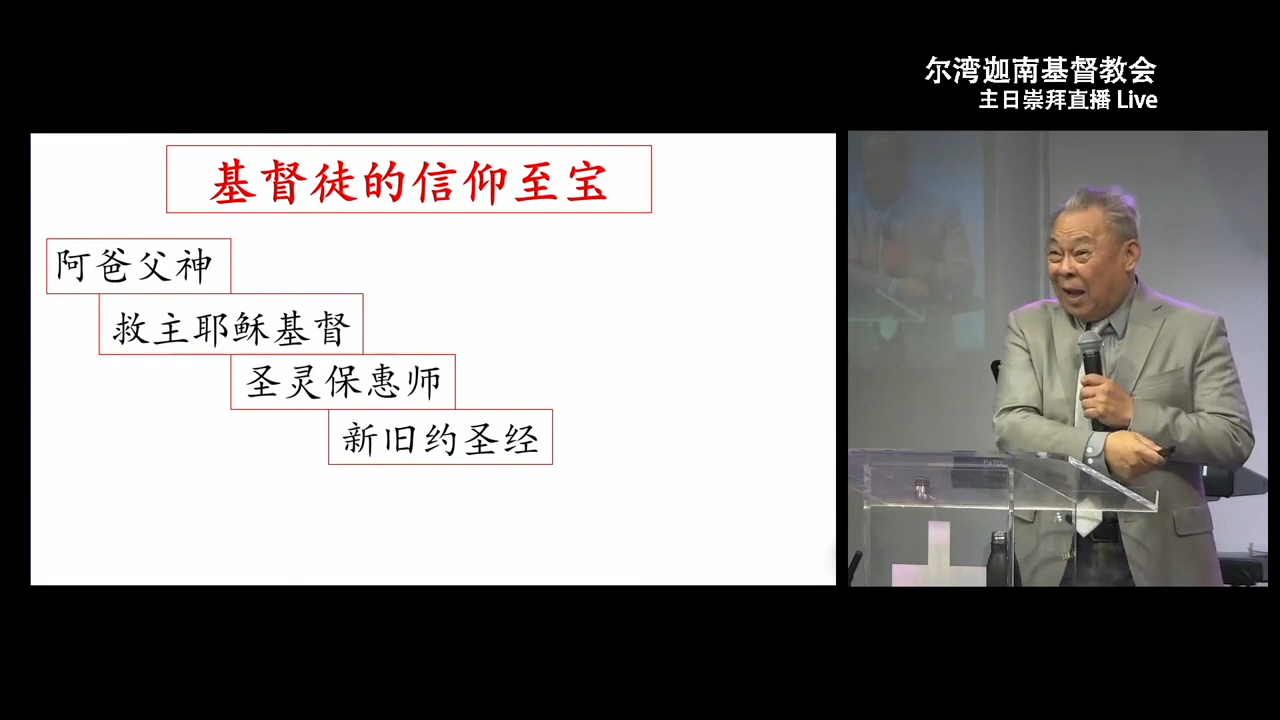 尔湾迦南基督教会
主日崇拜直播 Live
基督徒的信仰至宝
阿爸父神
救主耶稣基督
圣灵保惠师
新旧约圣经